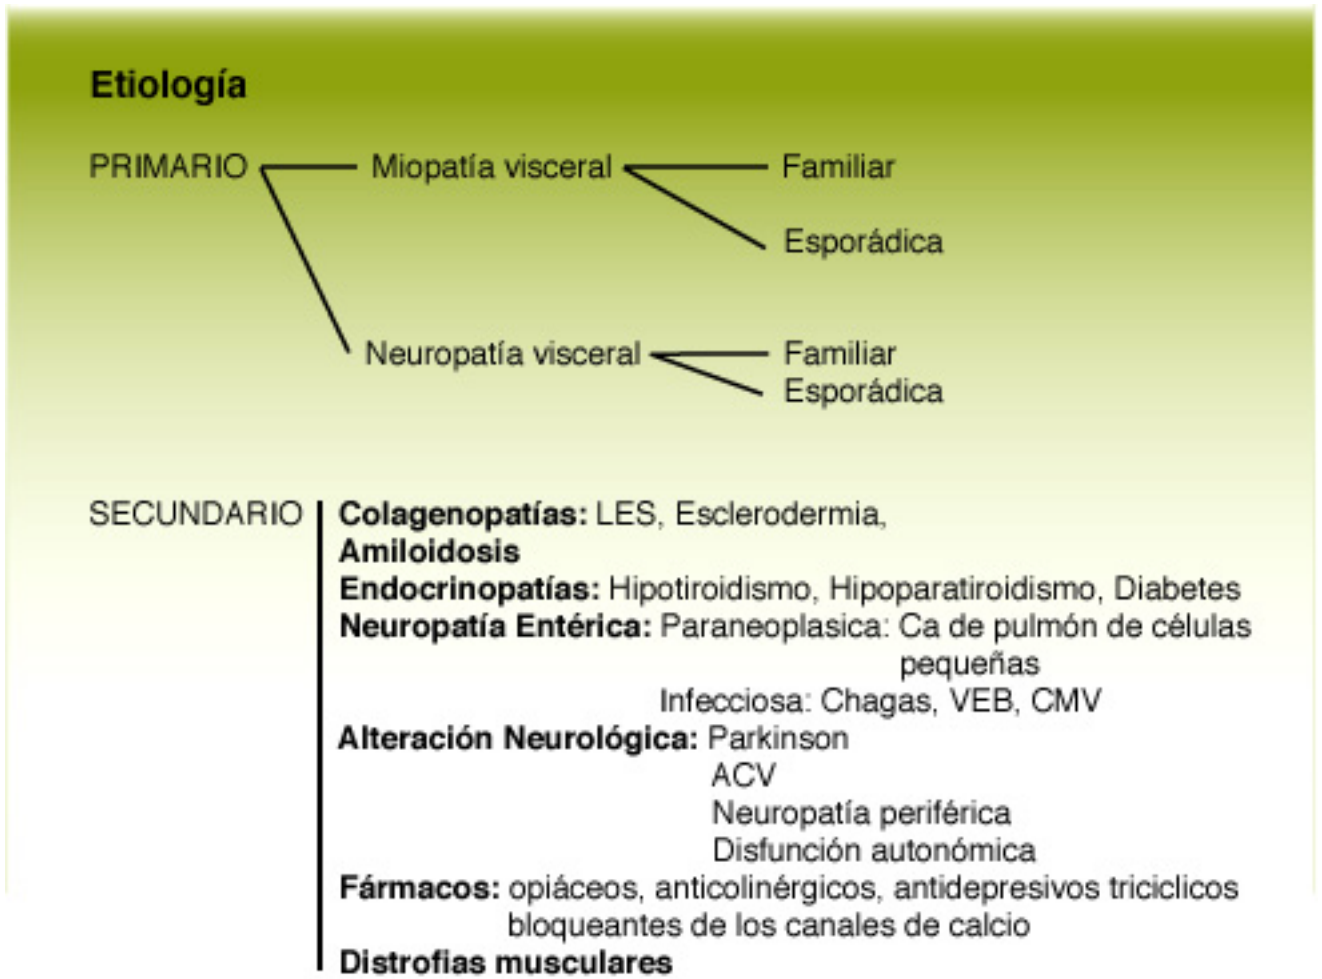 Etiología
PRIMARIO Miopatía visceral Familiar
Esporádica
Neuropatía visceral Familiar
Esporádica
SECUNDARIO Colagenopatías: LES, Esclerodermia,
Amiloidosis
Endocrinopatías: Hipotiroidismo, Hipoparatiroidismo, Diabetes
Neuropatía Entérica: Paraneoplasica: Ca de pulmón de células
pequeñas
Infecciosa: Chagas, VEB, CMV
Alteración Neurológica: Parkinson
ACV
Neuropatía periférica
Disfunción autonómica
Fármacos: opiáceos, anticolinérgicos, antidepresivos triciclicos
bloqueantes de los canales de calcio
Distrofias musculares